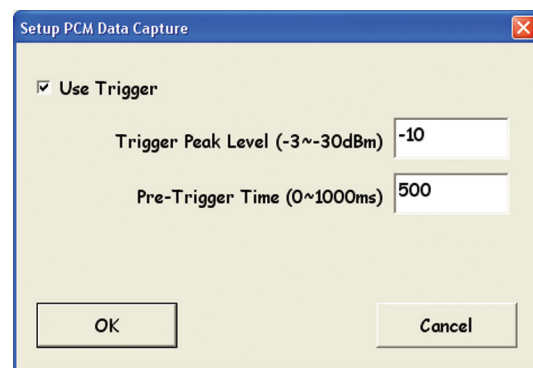 Setup PCM Data Capture
Use Trigger
Trigger Peak Level (-3~-30dBm) -10
Pre-Trigger Time (0~1000ms) 500
OK Cancel